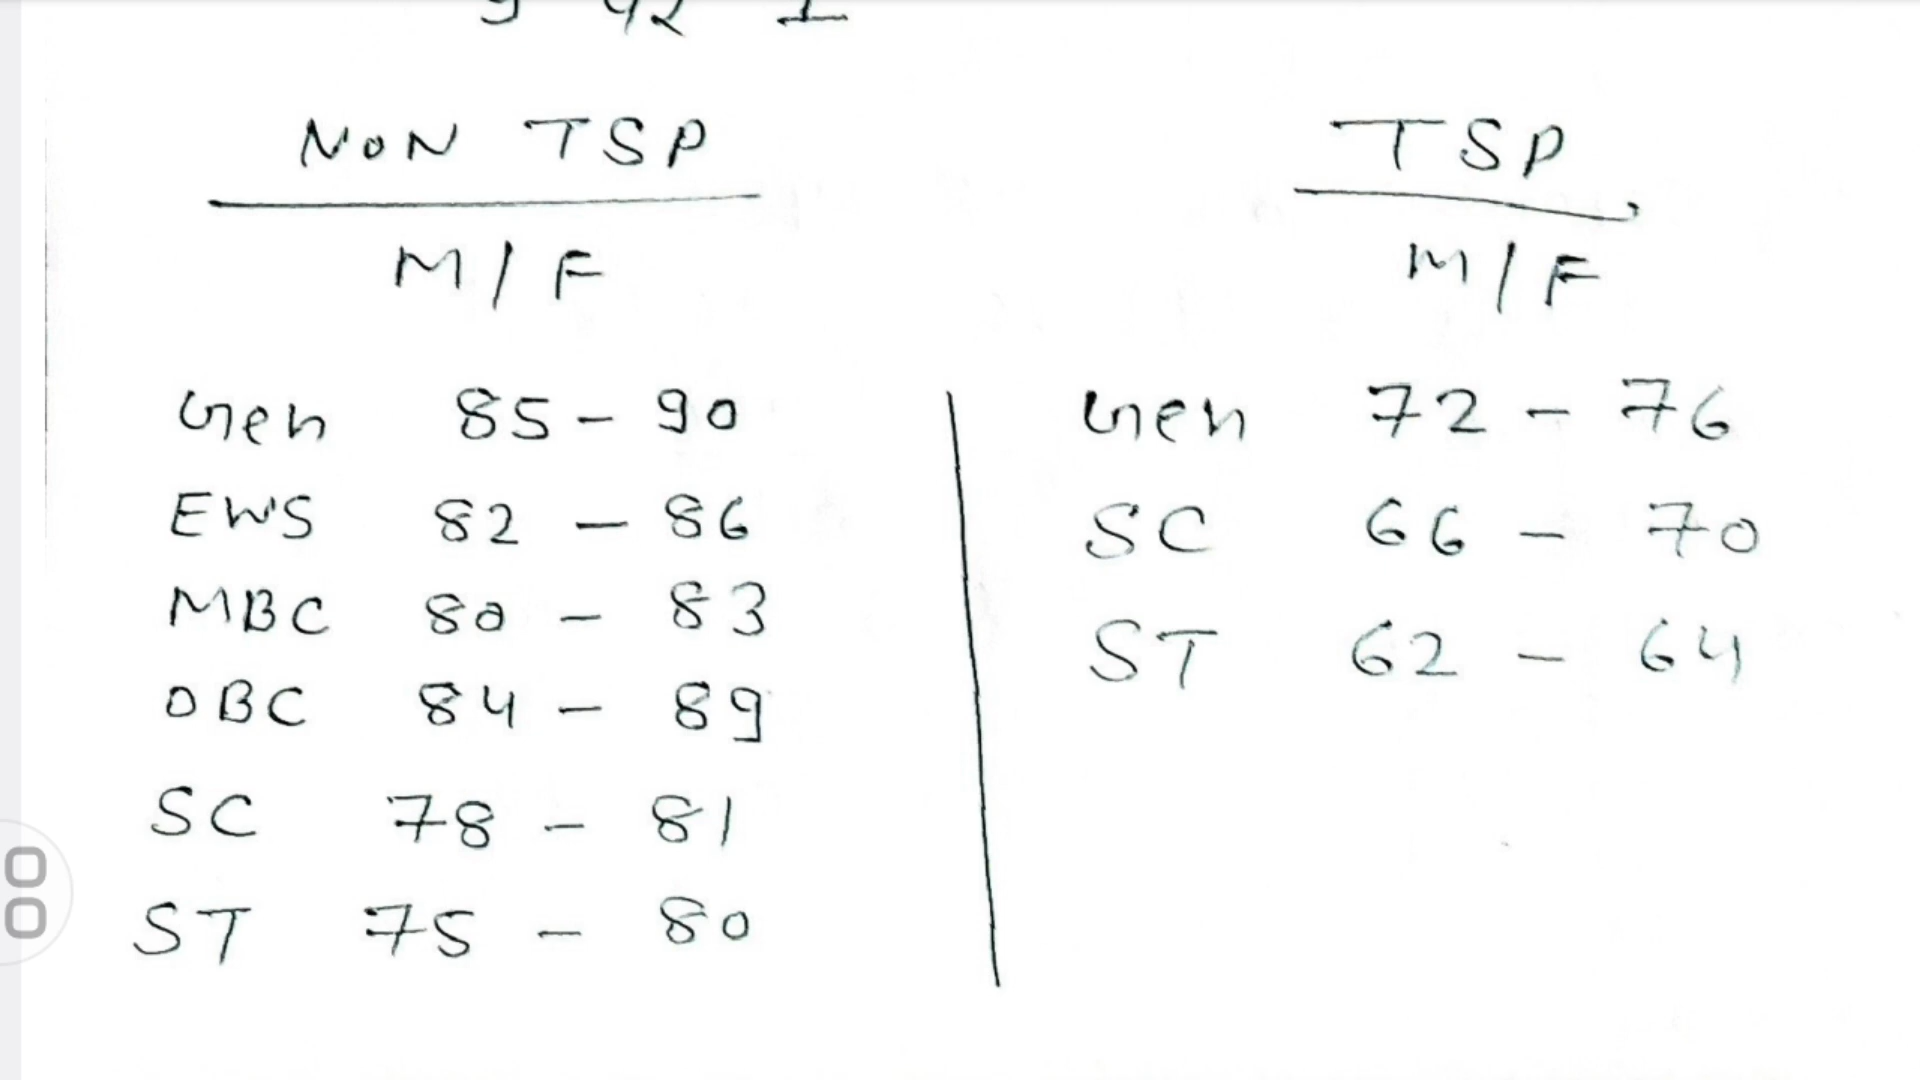 NON TSP
M/F
Gen 85 - 90
EWS 82 - 86
MBC 80 - 83
OBC 84 - 89
SC 78 - 81
ST 75 - 80
TSP
M/F
Gen 72 - 76
SC 66 - 70
ST 62 - 64